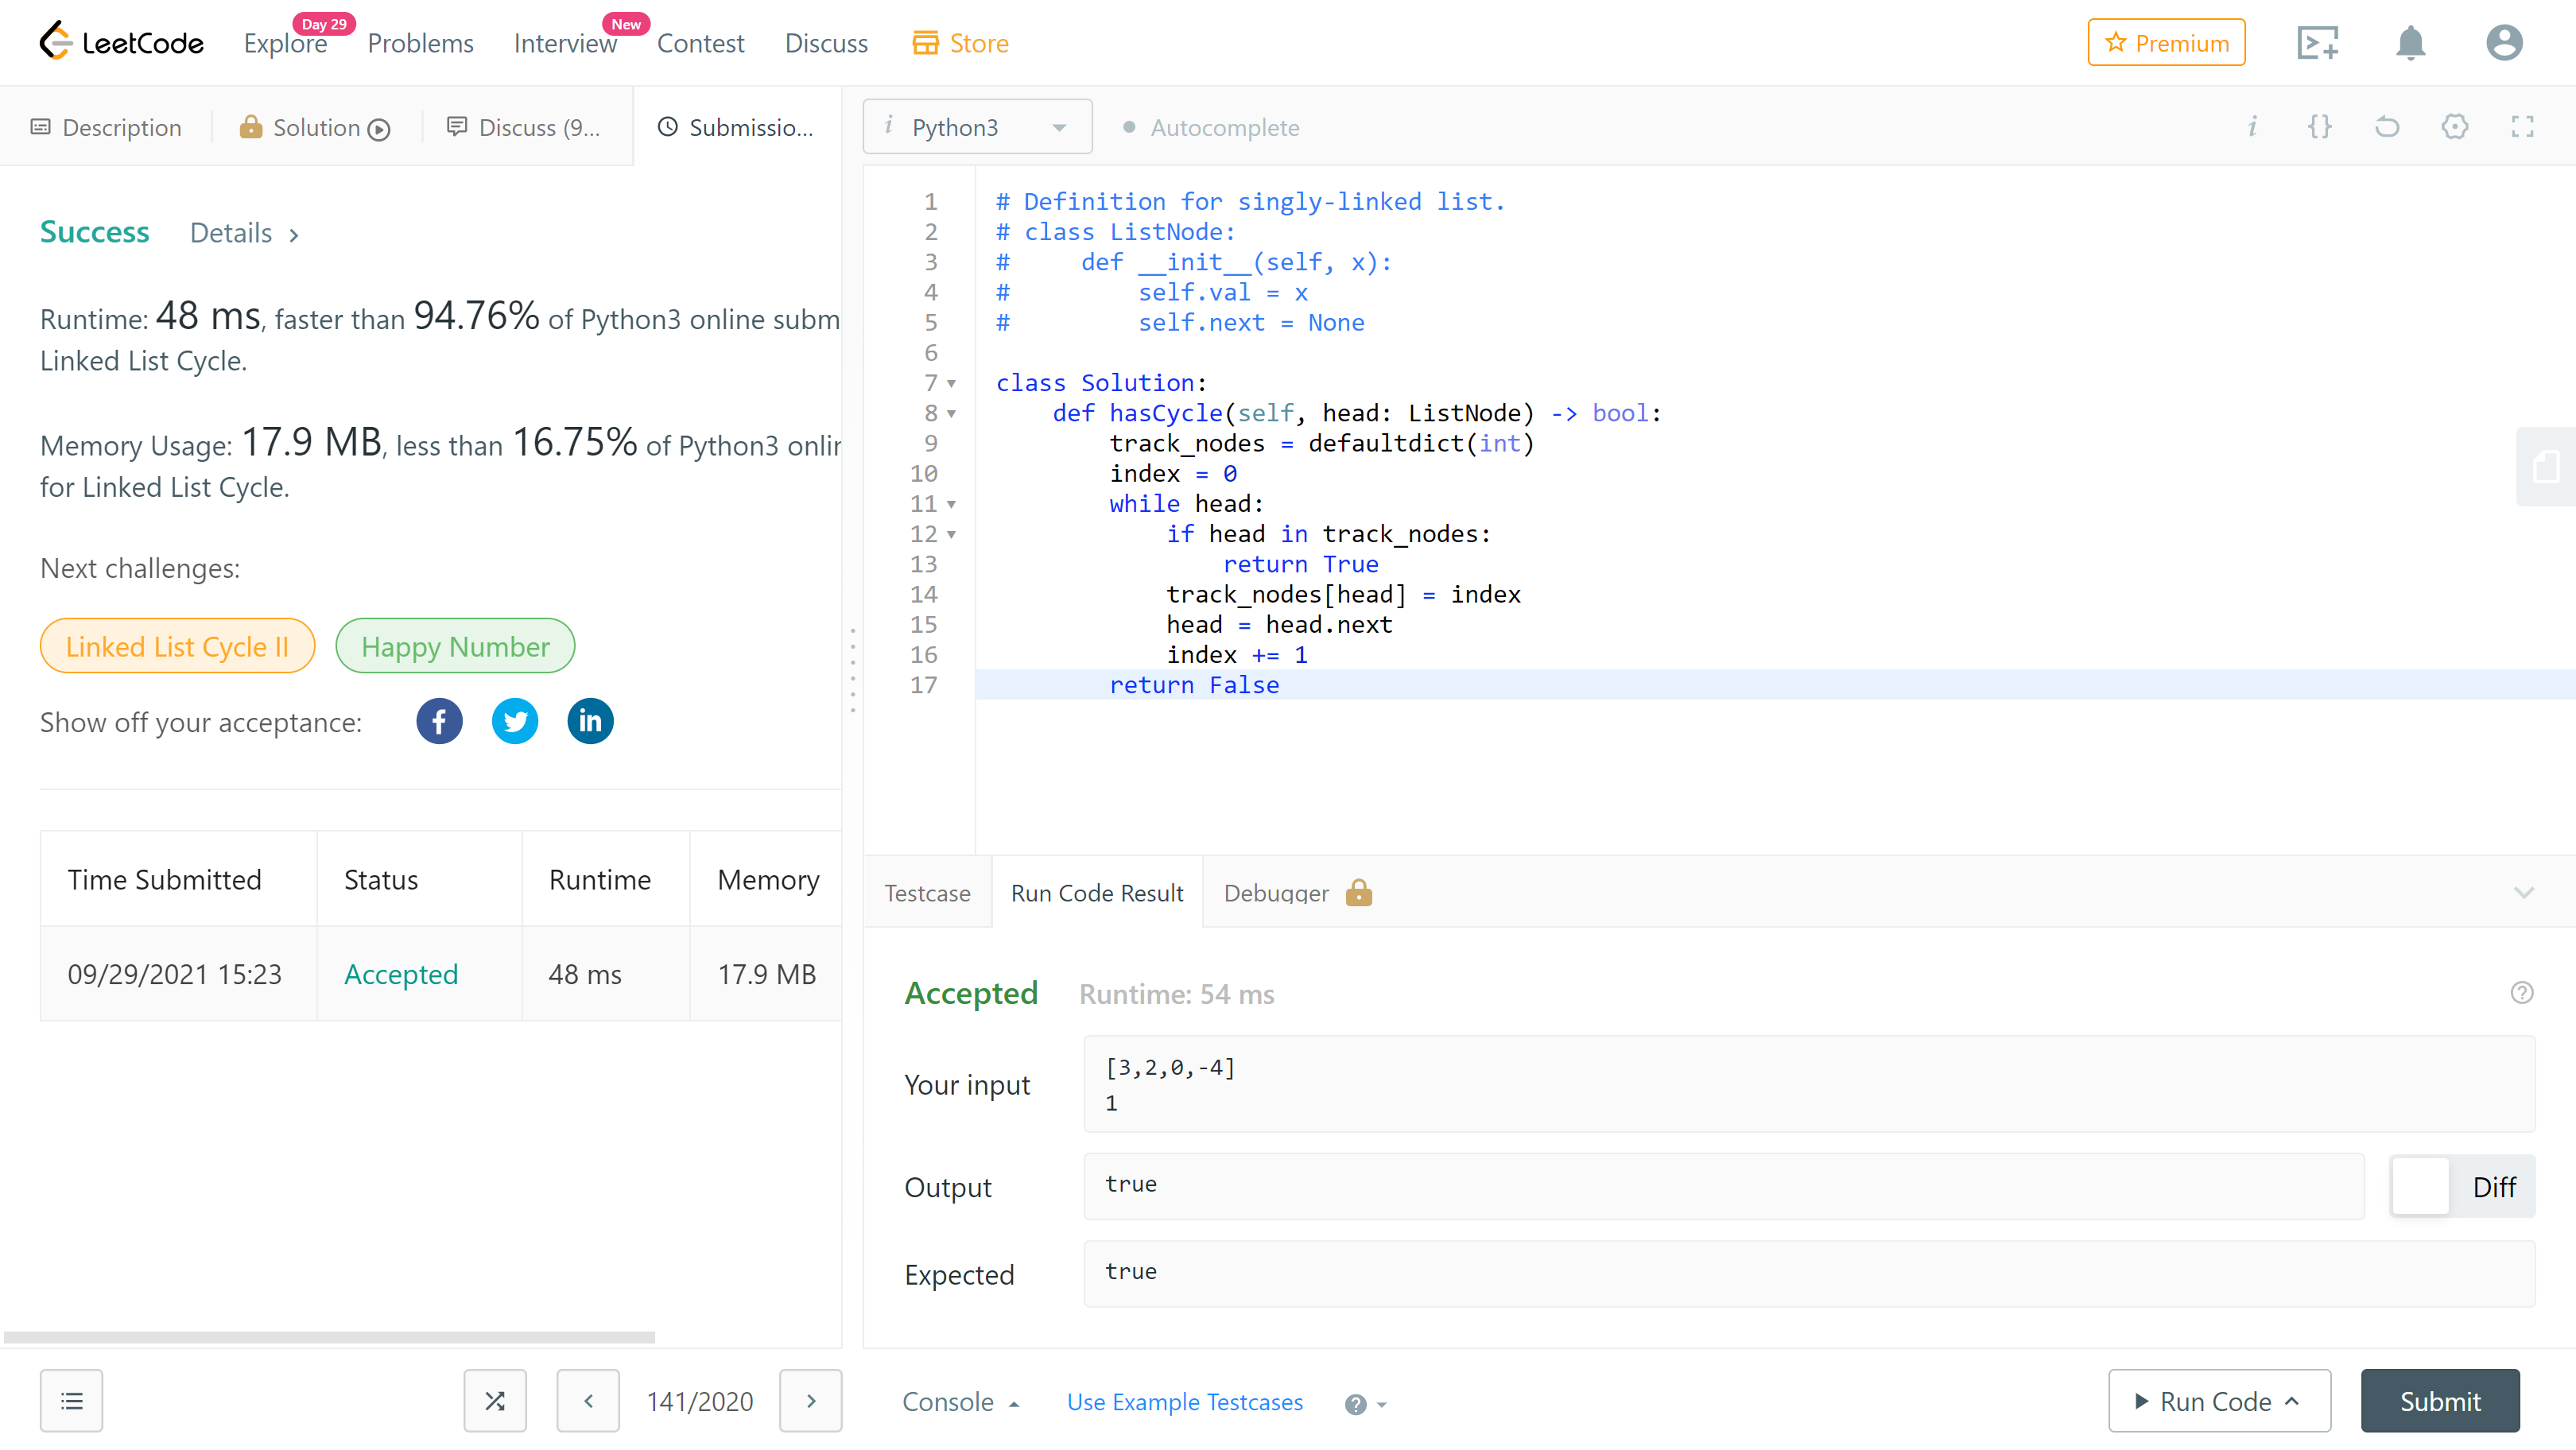 LeetCode
Explore
Day 29
Problems
Interview
New
Contest
Discuss
Store
Premium
Description
Solution
Discuss (9...
Submissio...
Success
Details
Runtime: 48 ms, faster than 94.76% of Python3 online subm
Linked List Cycle.
Memory Usage: 17.9 MB, less than 16.75% of Python3 onlin
for Linked List Cycle.
Next challenges:
Linked List Cycle II
Happy Number
Show off your acceptance:
Time Submitted Status Runtime Memory
09/29/2021 15:23 Accepted 48 ms 17.9 MB
141/2020
i Python3
Autocomplete
i {}
1 # Definition for singly-linked list.
2 # class ListNode:
3 #     def __init__(self, x):
4 #         self.val = x
5 #         self.next = None
6
7 class Solution:
8     def hasCycle(self, head: ListNode) -> bool:
9         track_nodes = defaultdict(int)
10         index = 0
11         while head:
12             if head in track_nodes:
13                 return True
14             track_nodes[head] = index
15             head = head.next
16             index += 1
17         return False
Testcase
Run Code Result
Debugger
Accepted
Runtime: 54 ms
?
Your input
[3,2,0,-4]
1
Output
true
Diff
Expected
true
Console
Use Example Testcases
?
Run Code
Submit